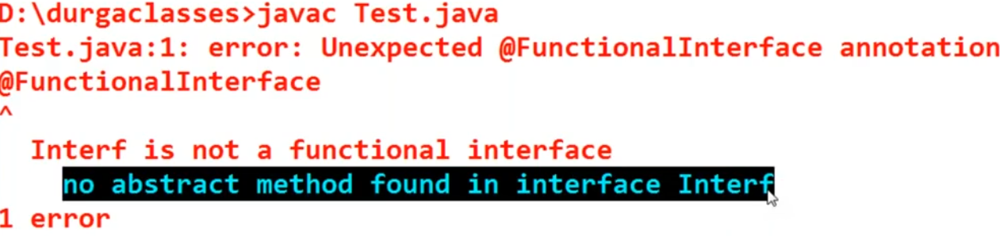 D:\durgaclasses>javac Test.java
Test.java:1: error: Unexpected @FunctionalInterface annotation
@FunctionalInterface
^
Interf is not a functional interface
no abstract method found in interface Interf
1 error